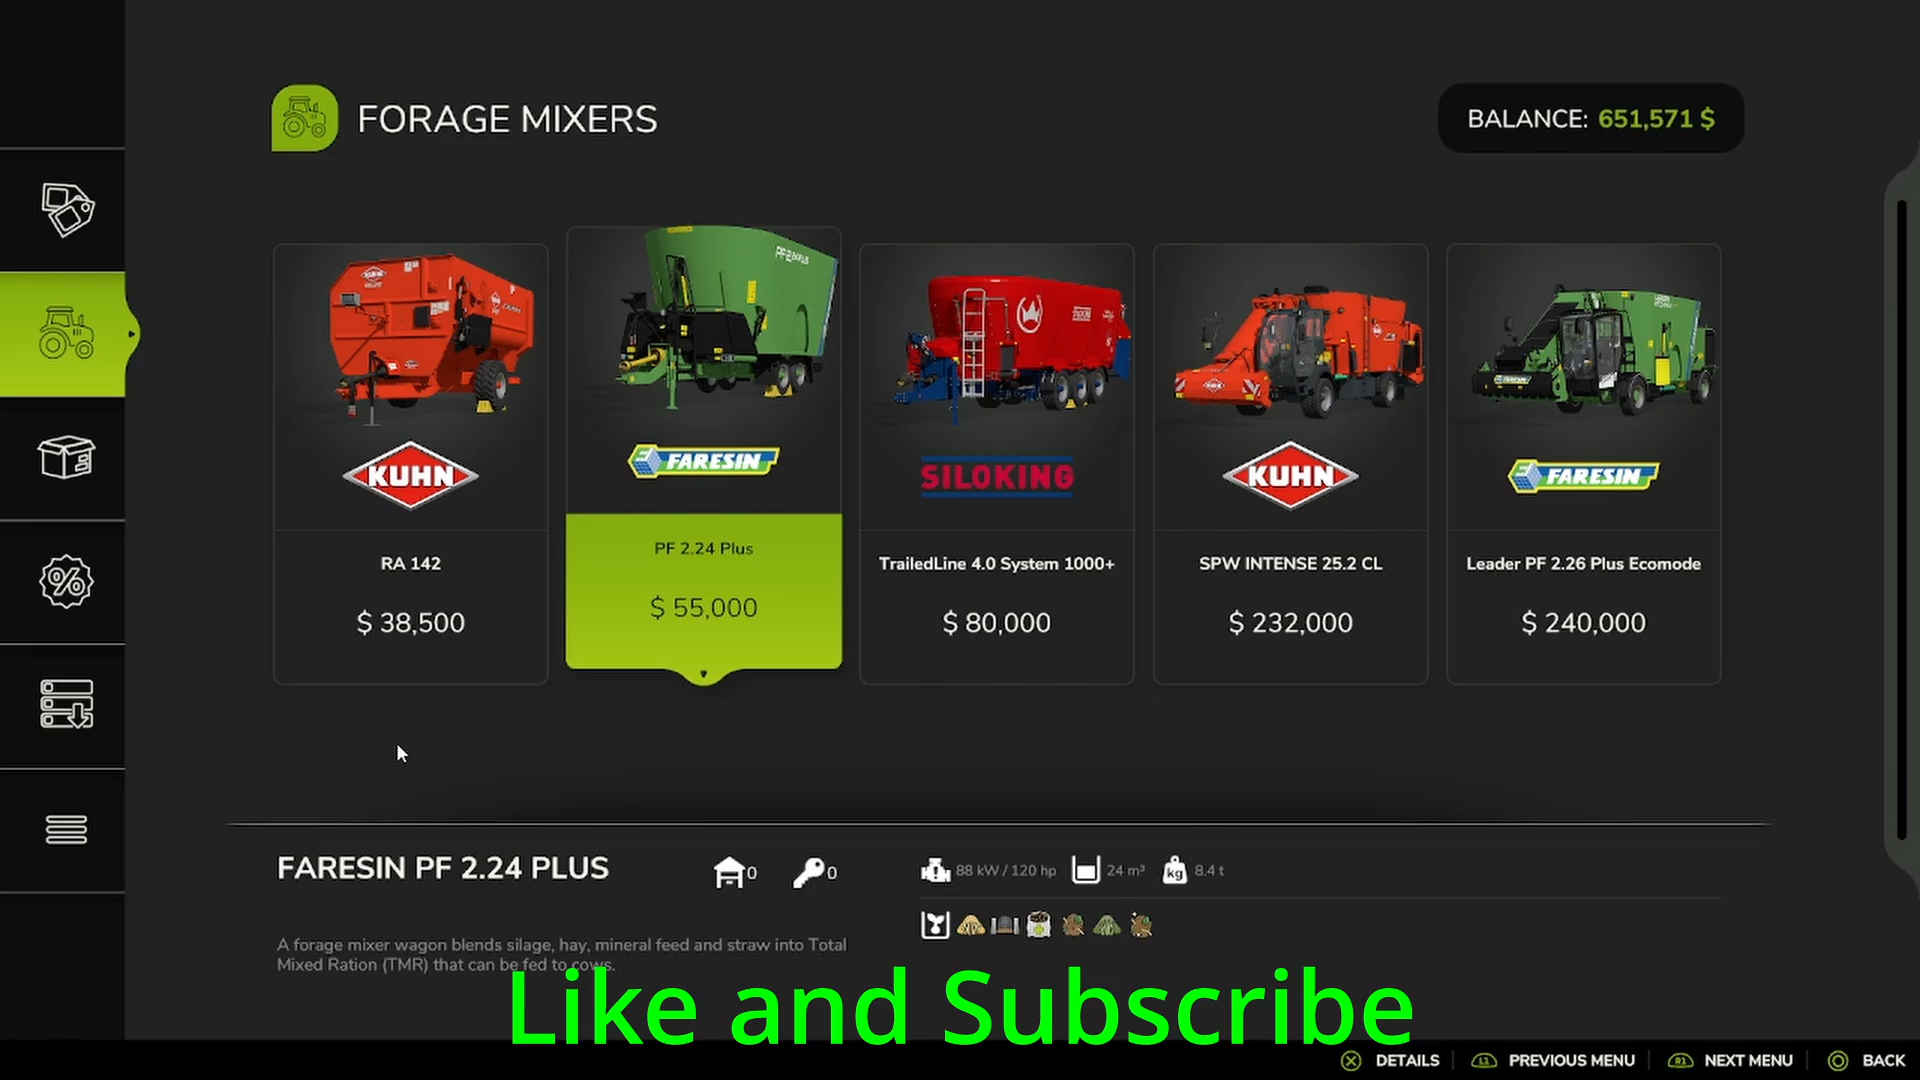 FORAGE MIXERS
BALANCE: 651,571 $
KUHN
FARESIN
SILOKING
KUHN
FARESIN
RA 142
PF 2.24 Plus
TrailedLine 4.0 System 1000+
SPW INTENSE 25.2 CL
Leader PF 2.26 Plus Ecomode
$ 38,500
$ 55,000
$ 80,000
$ 232,000
$ 240,000
FARESIN PF 2.24 PLUS
0
0
88 kW / 120 hp
24 m³
kg 8.4 t
A forage mixer wagon blends silage, hay, mineral feed and straw into Total
Mixed Ration (TMR) that can be fed to cows.
Like and Subscribe
DETAILS
L1 PREVIOUS MENU
R1 NEXT MENU
BACK